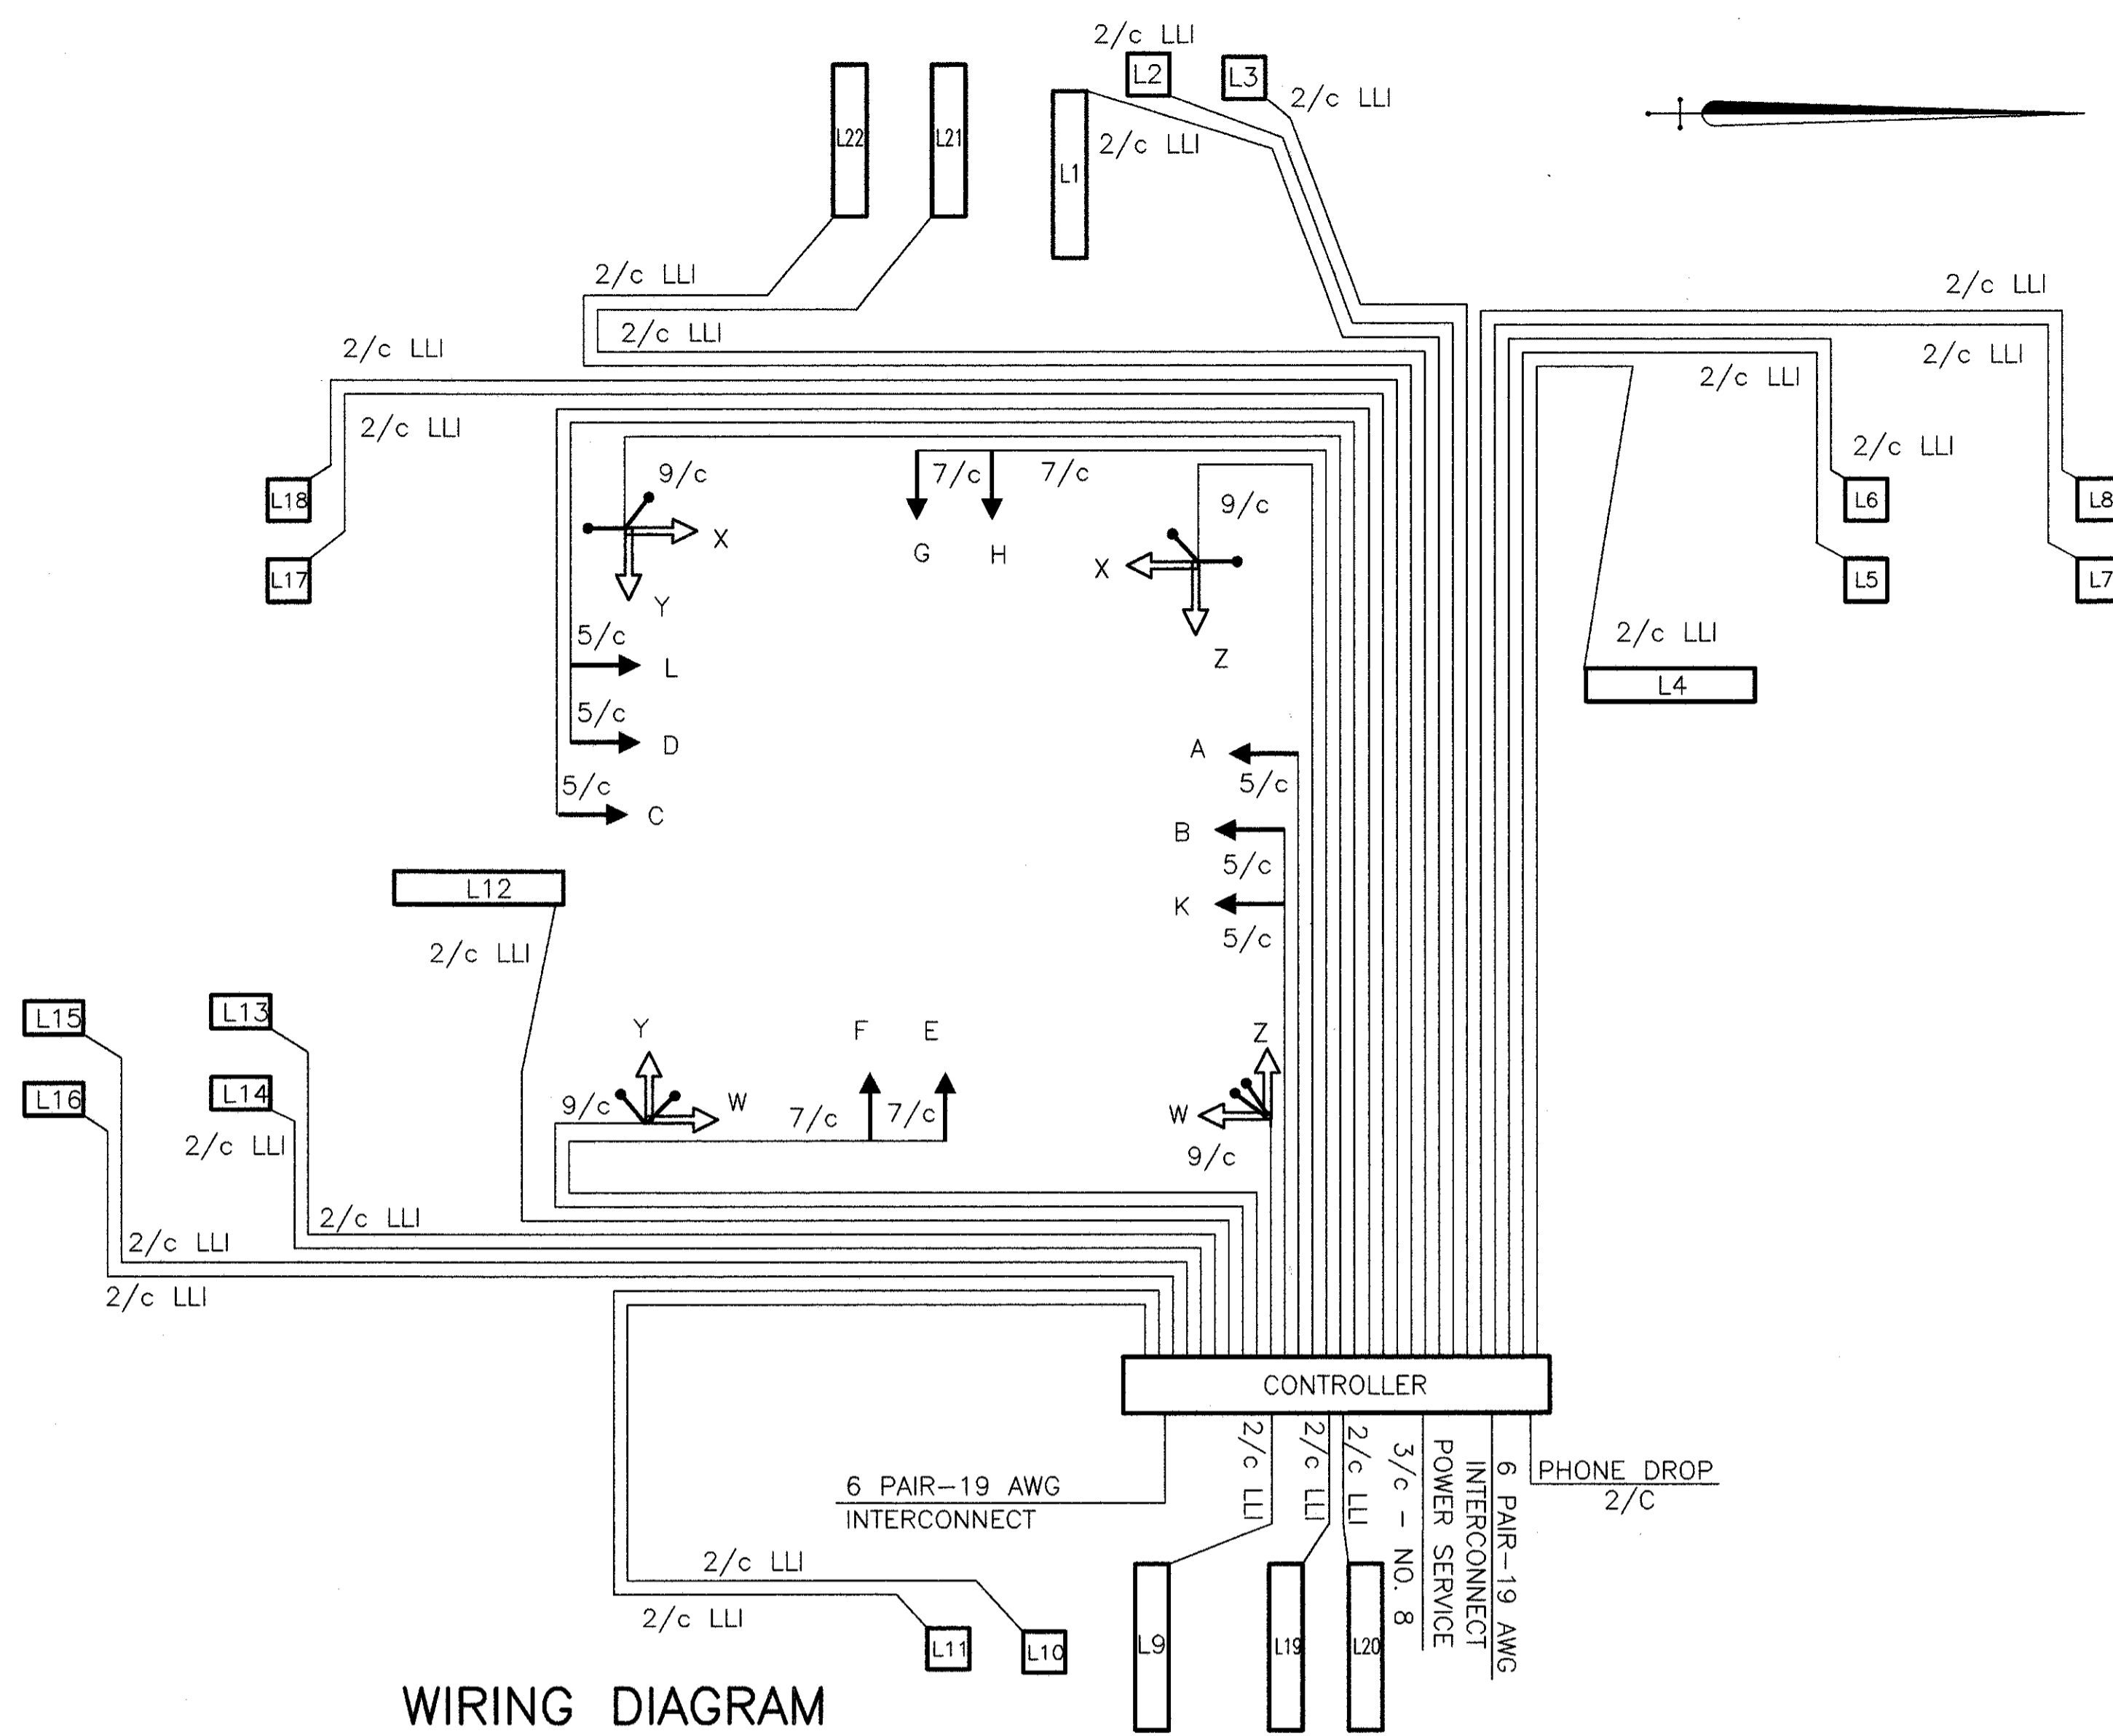 2/c LLI
L2
L3
2/c LLI
L22
L21
L1
2/c LLI
2/c LLI
2/c LLI
2/c LLI
2/c LLI
2/c LLI
2/c LLI
2/c LLI
2/c LLI
9/c
7/c
7/c
9/c
L18
L17
X
Y
G
H
X
Z
L6
L8
L5
L7
5/c
L
5/c
D
5/c
C
2/c LLI
L4
A
5/c
B
5/c
K
5/c
L12
2/c LLI
L15
L13
L16
L14
2/c LLI
Y
F
E
Z
9/c
W
7/c
7/c
W
9/c
2/c LLI
2/c LLI
2/c LLI
CONTROLLER
2/c LLI
2/c LLI
2/c LLI
3/c - NO. 8
POWER SERVICE
INTERCONNECT
6 PAIR-19 AWG
PHONE DROP
2/C
6 PAIR-19 AWG
INTERCONNECT
2/c LLI
2/c LLI
L11
L10
L9
L19
L20
WIRING DIAGRAM